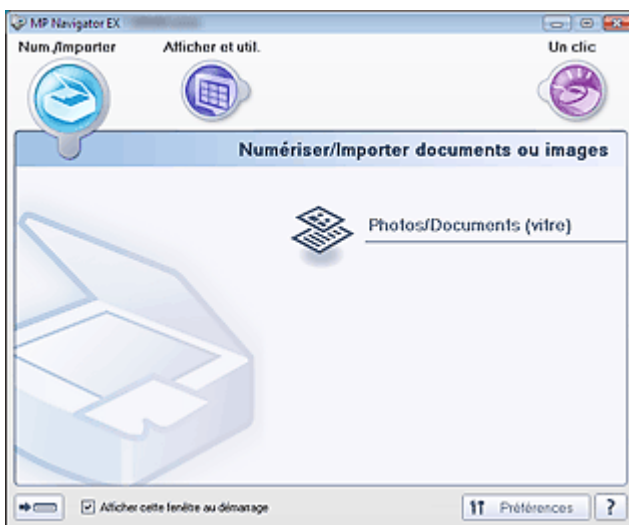 MP Navigator EX
Num./Importer
Afficher et util.
Un clic
Numériser/Importer documents ou images
Photos/Documents (vitre)
Afficher cette fenêtre au démarrage
Préférences
?